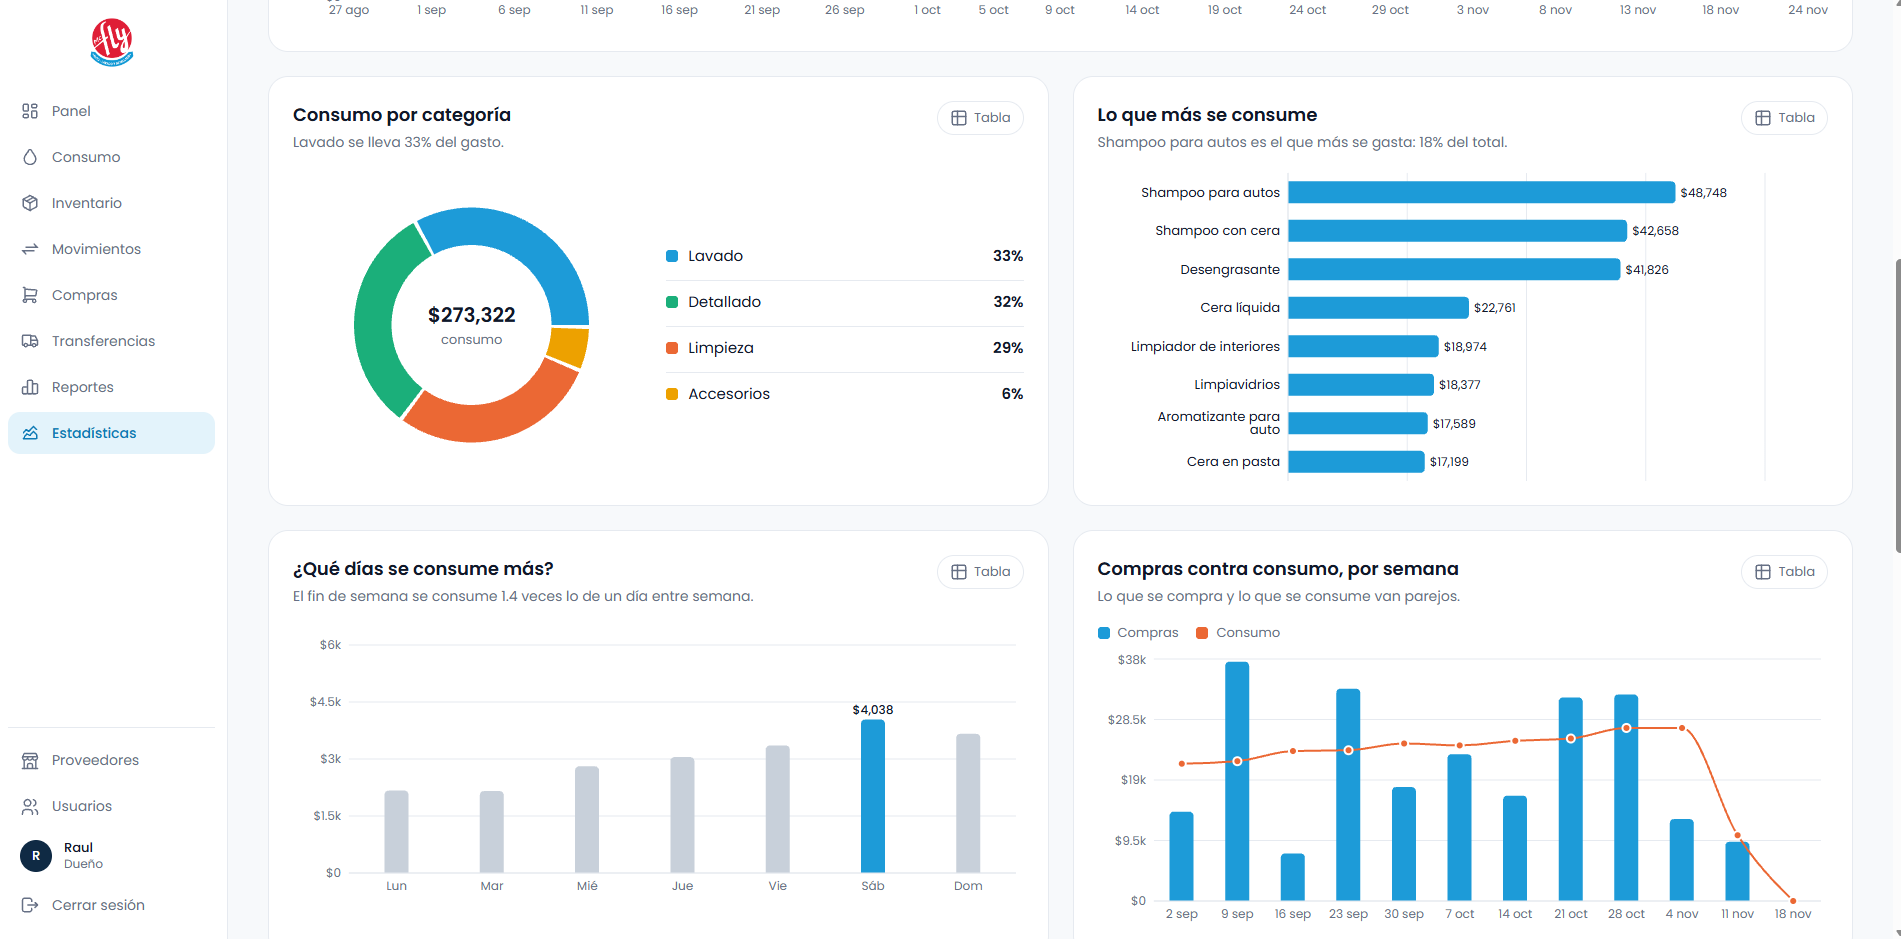 fly
Panel
Consumo
Inventario
Movimientos
Compras
Transferencias
Reportes
Estadísticas
Proveedores
Usuarios
R
Raul
Dueño
Cerrar sesión
27 ago 1 sep 6 sep 11 sep 16 sep 21 sep 26 sep 1 oct 5 oct 9 oct 14 oct 19 oct 24 oct 29 oct 3 nov 8 nov 13 nov 18 nov 24 nov
Consumo por categoría
Tabla
Lavado se lleva 33% del gasto.
$273,322
consumo
Lavado 33%
Detallado 32%
Limpieza 29%
Accesorios 6%
Lo que más se consume
Tabla
Shampoo para autos es el que más se gasta: 18% del total.
Shampoo para autos $48,748
Shampoo con cera $42,658
Desengrasante $41,826
Cera líquida $22,761
Limpiador de interiores $18,974
Limpiavidrios $18,377
Aromatizante para
auto $17,589
Cera en pasta $17,199
¿Qué días se consume más?
Tabla
El fin de semana se consume 1.4 veces lo de un día entre semana.
$6k
$4.5k
$4,038
$3k
$1.5k
$0
Lun Mar Mié Jue Vie Sáb Dom
Compras contra consumo, por semana
Tabla
Lo que se compra y lo que se consume van parejos.
Compras Consumo
$38k
$28.5k
$19k
$9.5k
$0
2 sep 9 sep 16 sep 23 sep 30 sep 7 oct 14 oct 21 oct 28 oct 4 nov 11 nov 18 nov